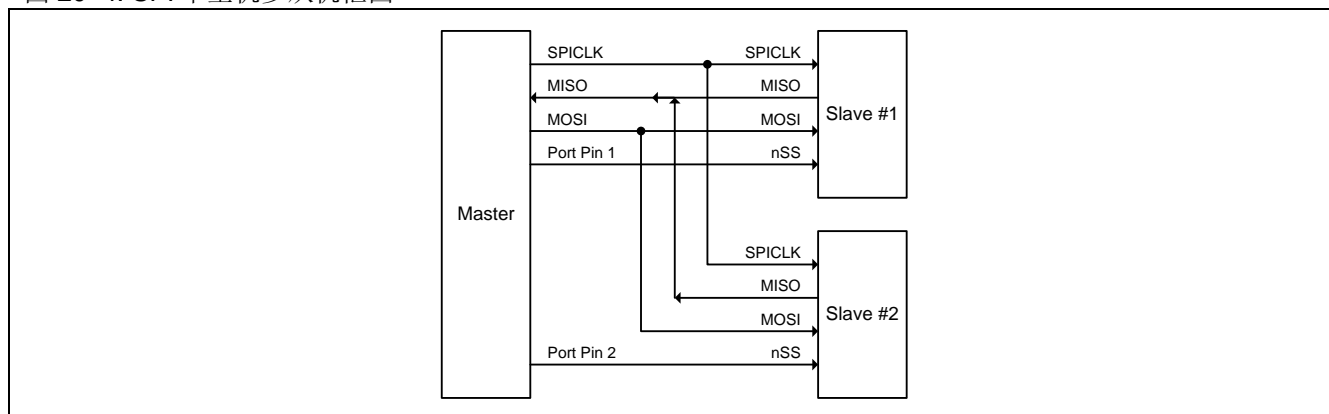 SPICLK SPICLK
MISO MISO
MOSI MOSI
Slave #1
Port Pin 1 nSS
Master
SPICLK
MISO
MOSI
Slave #2
Port Pin 2 nSS